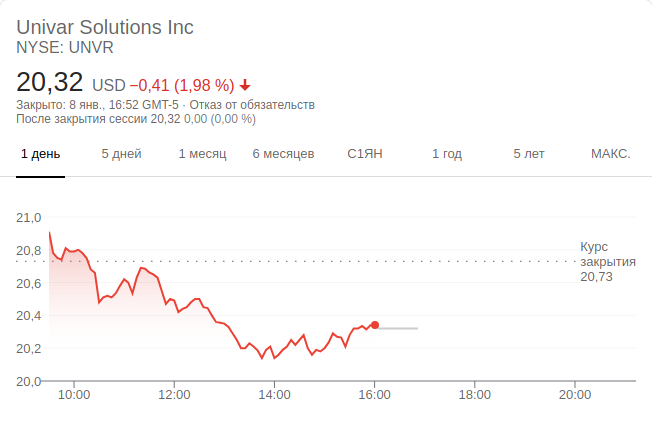 Univar Solutions Inc
NYSE: UNVR
20,32 USD −0,41 (1,98 %)
Закрыто: 8 янв., 16:52 GMT-5 · Отказ от обязательств
После закрытия сессии 20,32 0,00 (0,00 %)
1 день 5 дней 1 месяц 6 месяцев С1ЯН 1 год 5 лет МАКС.
21,0
20,8
20,6
20,4
20,2
20,0
Курс
закрытия
20,73
10:00 12:00 14:00 16:00 18:00 20:00